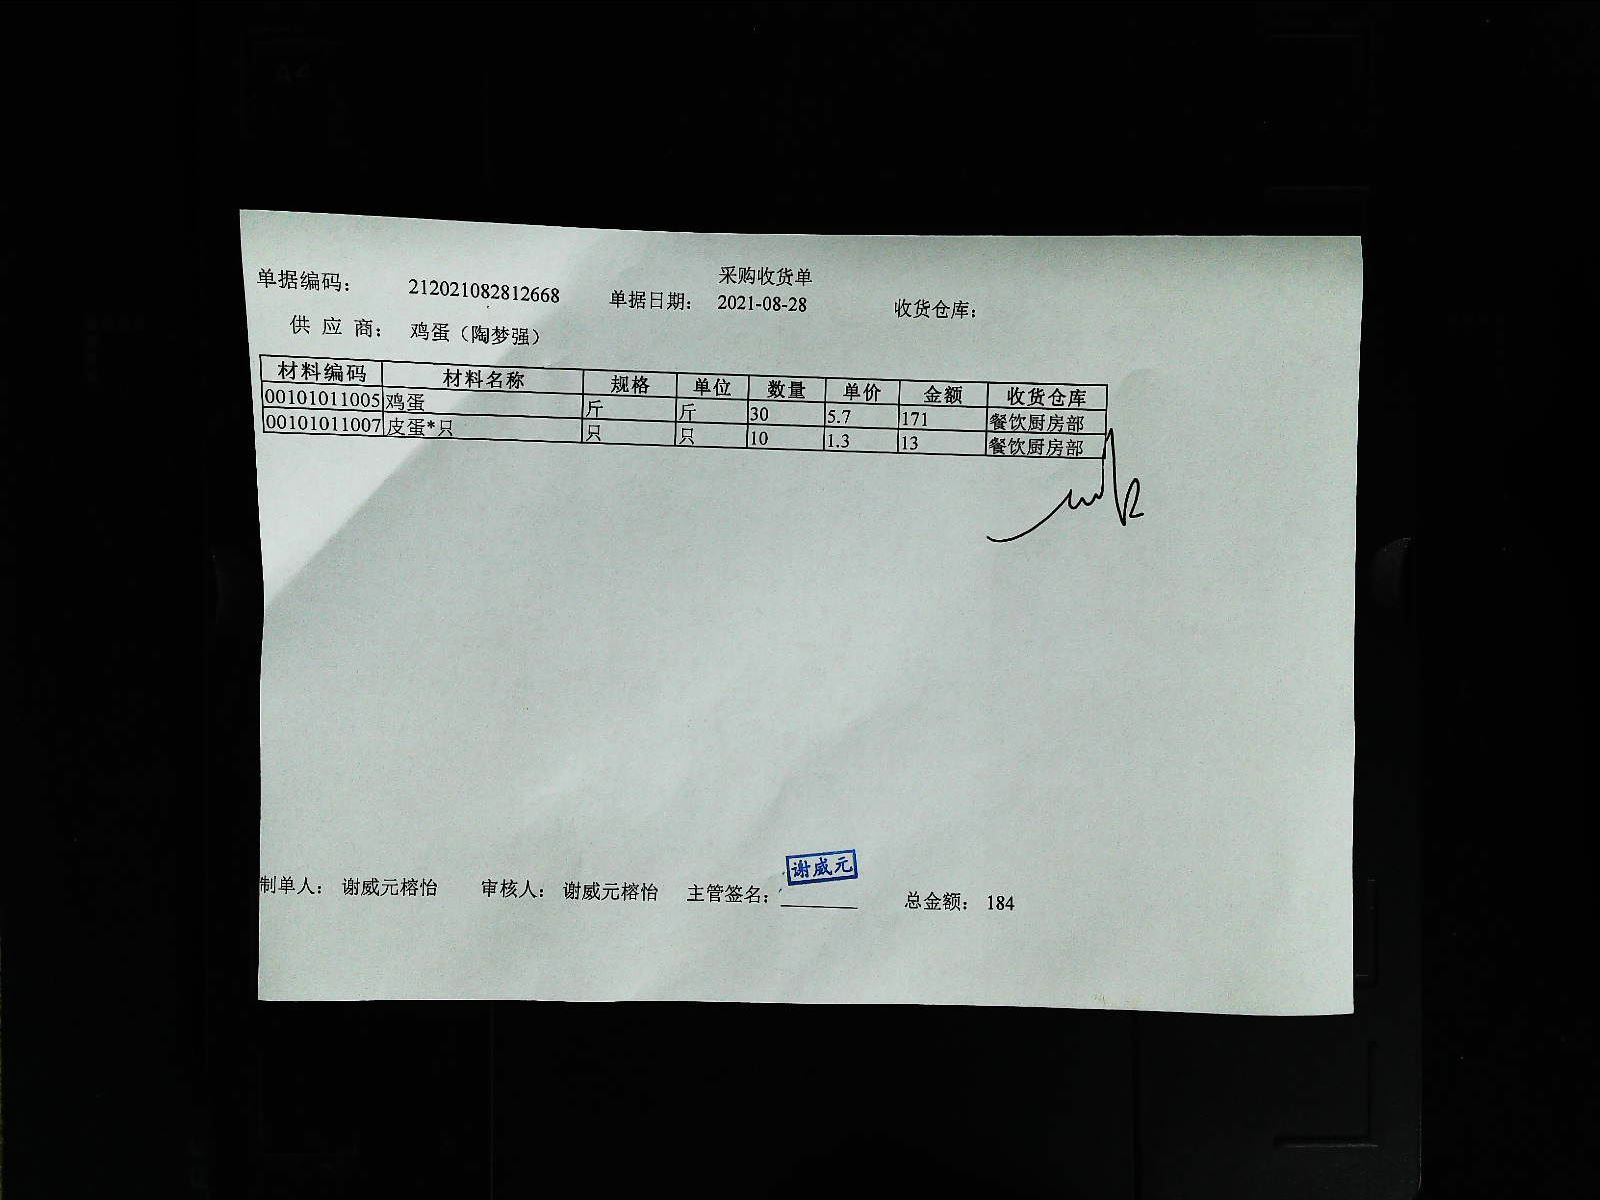 采购收货单
单据编码： 212021082812668 单据日期： 2021-08-28 收货仓库：
供 应 商： 鸡蛋（陶梦强）
材料编码 材料名称 规格 单位 数量 单价 金额 收货仓库
00101011005 鸡蛋 斤 斤 30 5.7 171 餐饮厨房部
00101011007 皮蛋*只 只 只 10 1.3 13 餐饮厨房部
谢威元
制单人： 谢威元榕怡 审核人： 谢威元榕怡 主管签名： 总金额： 184